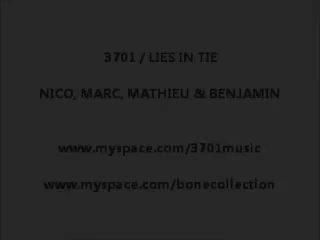 3701 / LIES IN TIE
NICO, MARC, MATHIEU & BENJAMIN
www.myspace.com/3701music
www.myspace.com/bonecollection